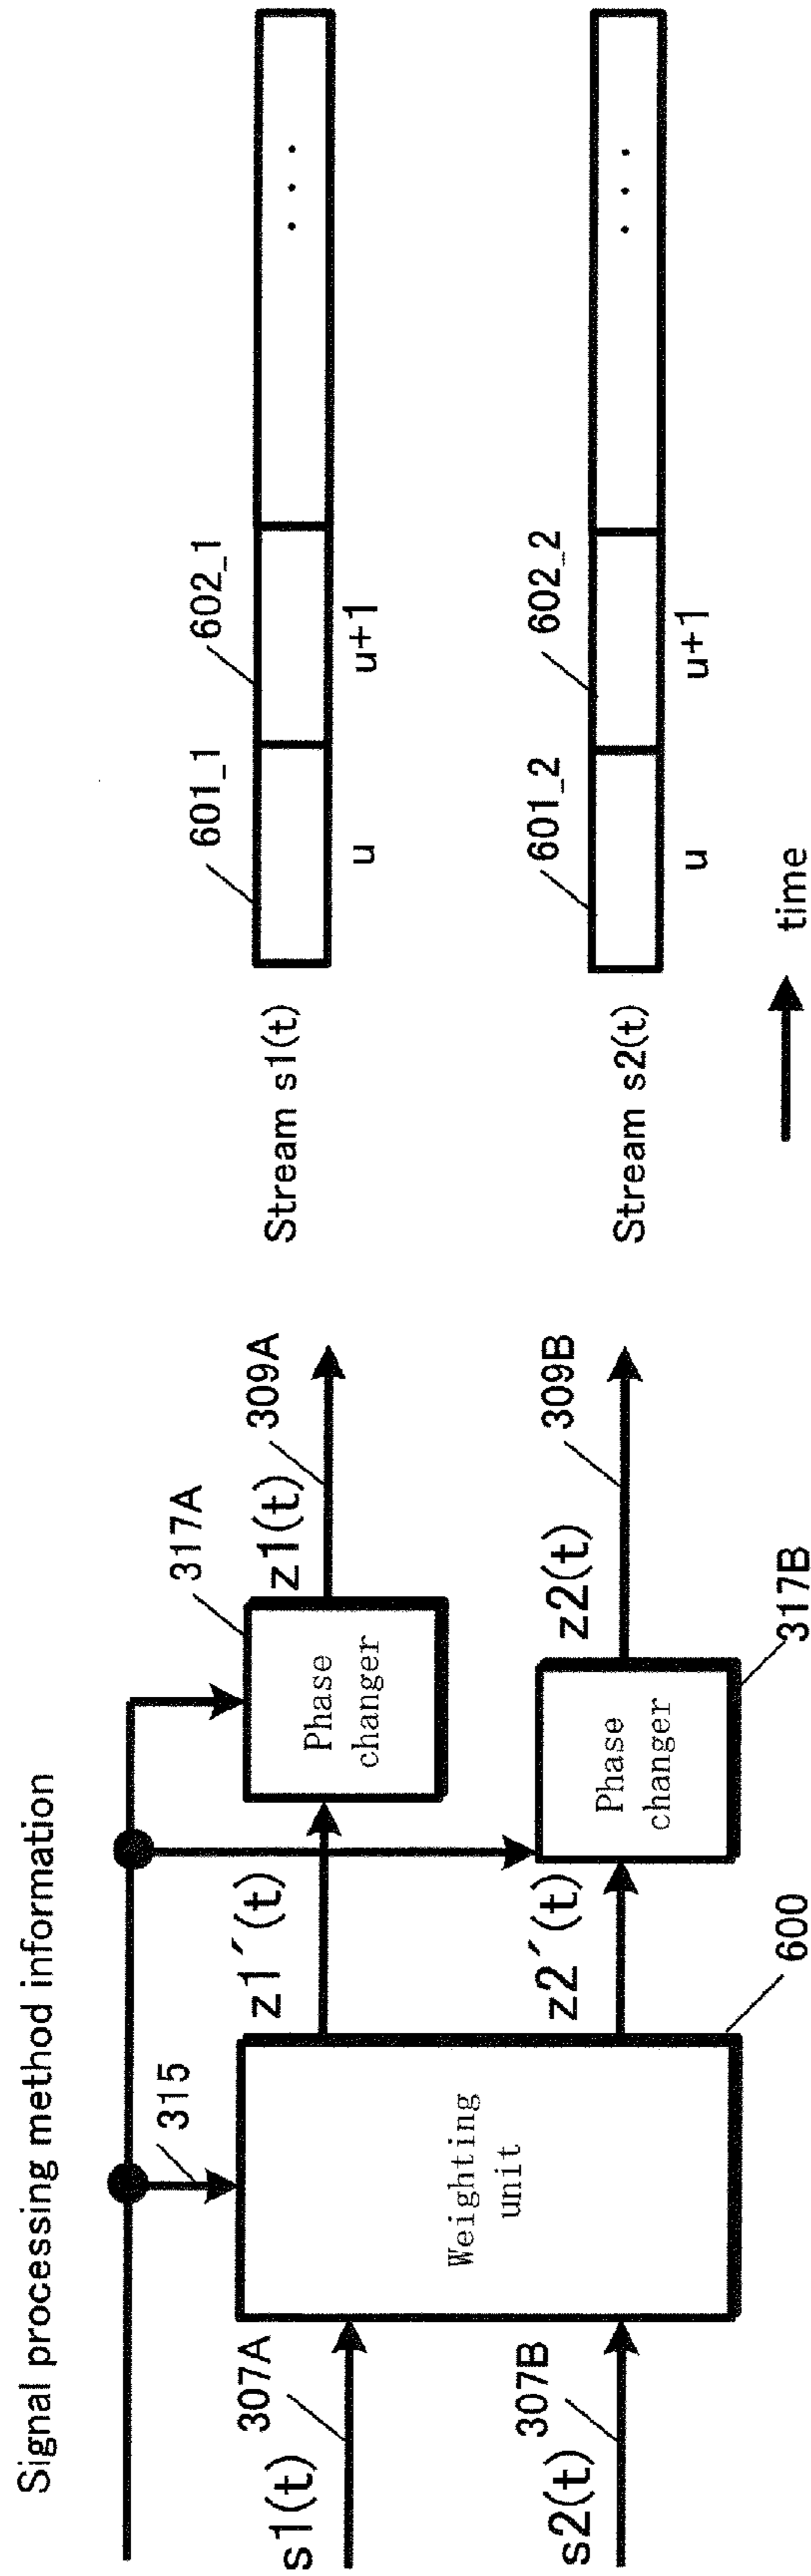 Signal processing method information
315
317A
s1(t)
307A
Weighting
unit
z1´(t)
Phase
changer
z1(t)
309A
s2(t)
307B
z2´(t)
Phase
changer
z2(t)
309B
600
317B
Stream s1(t)
601_1
602_1
. . .
u
u+1
Stream s2(t)
601_2
602_2
. . .
u
u+1
time